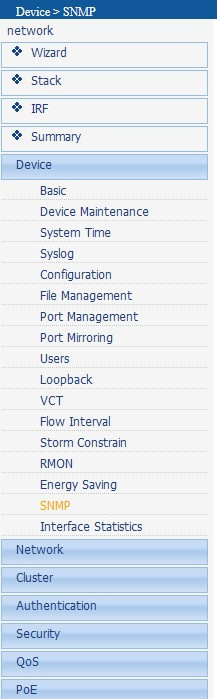 Device > SNMP
network
Wizard
Stack
IRF
Summary
Device
Basic
Device Maintenance
System Time
Syslog
Configuration
File Management
Port Management
Port Mirroring
Users
Loopback
VCT
Flow Interval
Storm Constrain
RMON
Energy Saving
SNMP
Interface Statistics
Network
Cluster
Authentication
Security
QoS
PoE